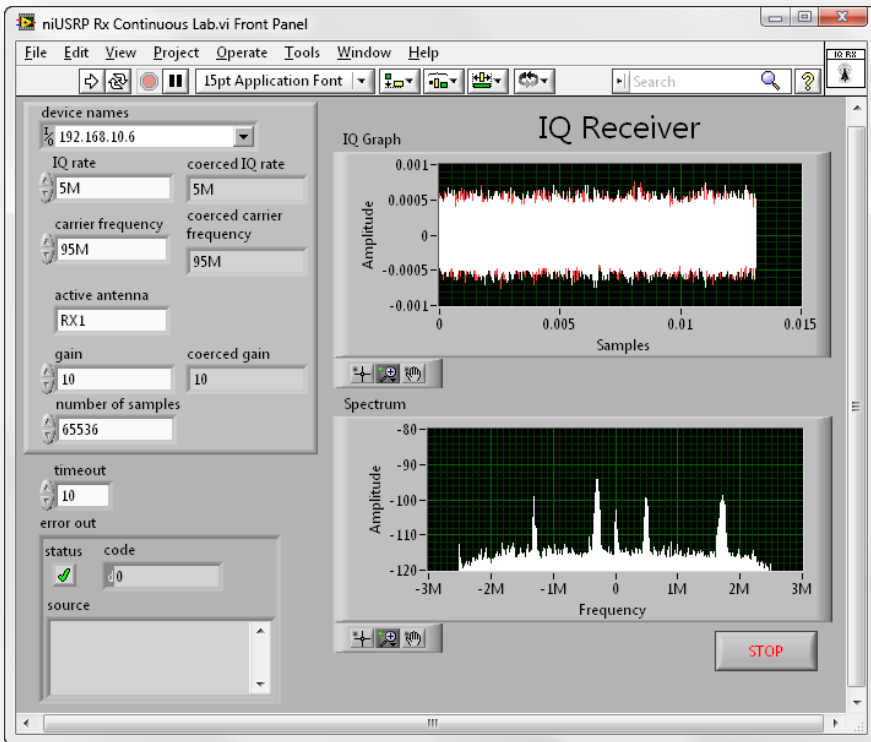 niUSRP Rx Continuous Lab.vi Front Panel
File Edit View Project Operate Tools Window Help
15pt Application Font
Search
?
IQ RX
device names
I/O 192.168.10.6
IQ rate
5M
coerced IQ rate
5M
carrier frequency
95M
coerced carrier
frequency
95M
active antenna
RX1
gain
10
coerced gain
10
number of samples
65536
timeout
10
error out
status
code
d 0
source
IQ Receiver
IQ Graph
Amplitude
0.001
0.0005
0
-0.0005
-0.001
0 0.005 0.01 0.015
Samples
Spectrum
Amplitude
-80
-90
-100
-110
-120
-3M -2M -1M 0 1M 2M 3M
Frequency
STOP